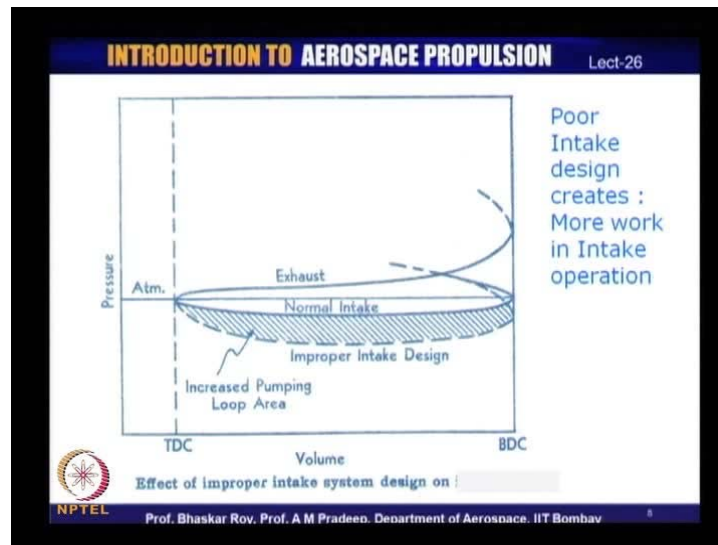 INTRODUCTION TO AEROSPACE PROPULSION
Lect-26
Poor
Intake
design
creates :
More work
in Intake
operation
Pressure
Atm.
Exhaust
Normal Intake
Improper Intake Design
Increased Pumping
Loop Area
TDC
BDC
Volume
Effect of improper intake system design on
NPTEL
Prof. Bhaskar Roy, Prof. A M Pradeep, Department of Aerospace, IIT Bombay
8